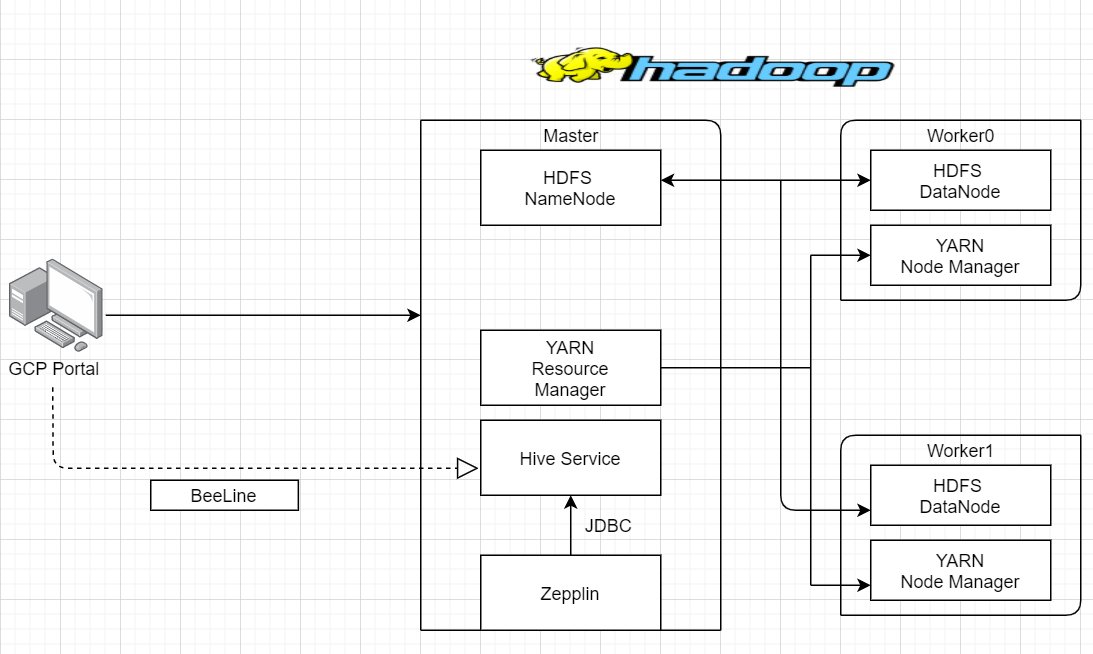 hadoop
Master
HDFS
NameNode
Worker0
HDFS
DataNode
YARN
Node Manager
GCP Portal
YARN
Resource
Manager
Hive Service
BeeLine
JDBC
Zepplin
Worker1
HDFS
DataNode
YARN
Node Manager